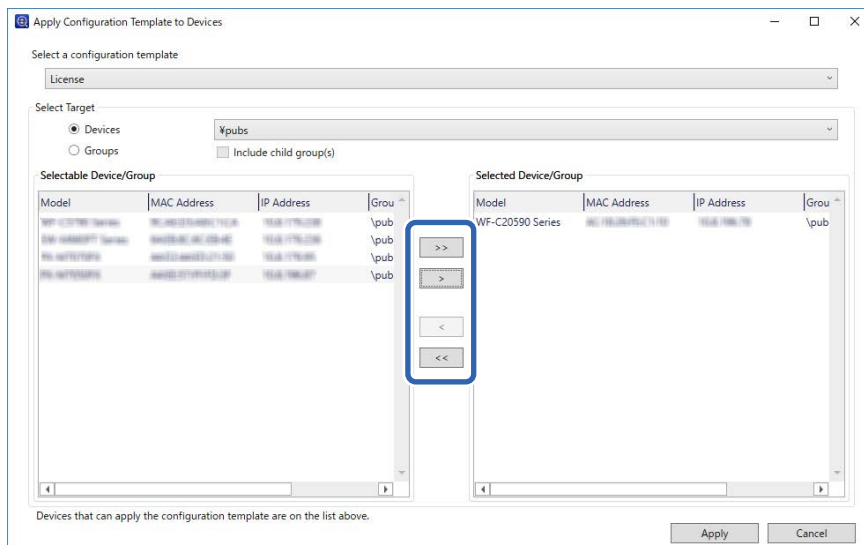 Apply Configuration Template to Devices
Select a configuration template
License
Select Target
Devices
¥pubs
Groups
Include child group(s)
Selectable Device/Group
Selected Device/Group
Model MAC Address IP Address Grou
Model MAC Address IP Address Grou
\pub
WF-C20590 Series \pub
\pub
\pub
\pub
>>
>
<
<<
Devices that can apply the configuration template are on the list above.
Apply Cancel